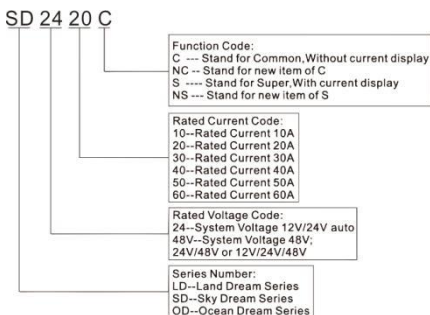 SD 24 20 C
Function Code:
C --- Stand for Common,Without current display
NC -- Stand for new item of C
S ---- Stand for Super,With current display
NS --- Stand for new item of S
Rated Current Code:
10--Rated Current 10A
20--Rated Current 20A
30--Rated Current 30A
40--Rated Current 40A
50--Rated Current 50A
60--Rated Current 60A
Rated Voltage Code:
24--System Voltage 12V/24V auto
48V--System Voltage 48V;
24V/48V or 12V/24V/48V
Series Number:
LD--Land Dream Series
SD--Sky Dream Series
OD--Ocean Dream Series